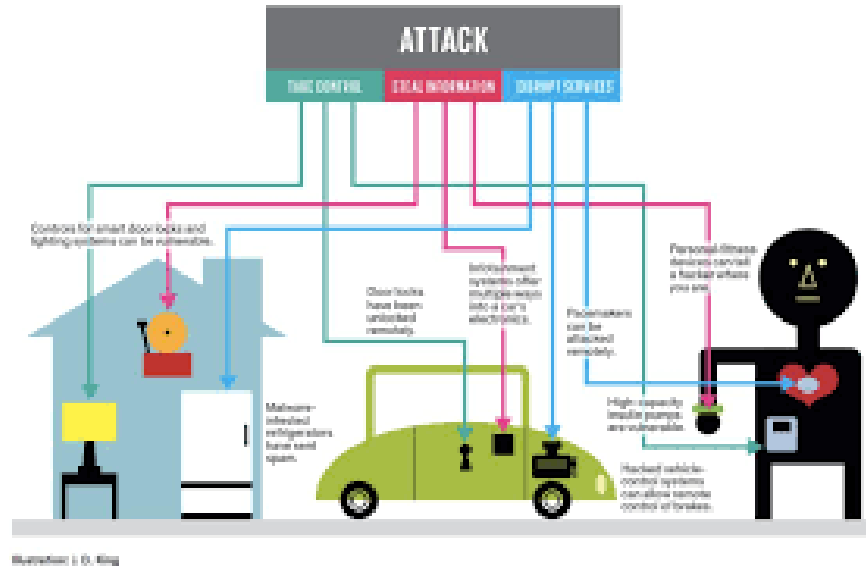 ATTACK
TAKE CONTROL
STEAL INFORMATION
DISRUPT SERVICES
Controls for smart door locks and
lighting systems can be vulnerable.
Personal-fitness
devices can tell
a hacker where
you are.
Door locks
have been
unlocked
remotely.
Infotainment
systems offer
multiple ways
into a car's
electronics.
Pacemakers
can be
attacked
remotely.
Malware-
infested
refrigerators
have sent
spam.
High-capacity
insulin pumps
are vulnerable.
Hacked vehicle-
control systems
can allow remote
control of brakes.
Illustration: J. D. King